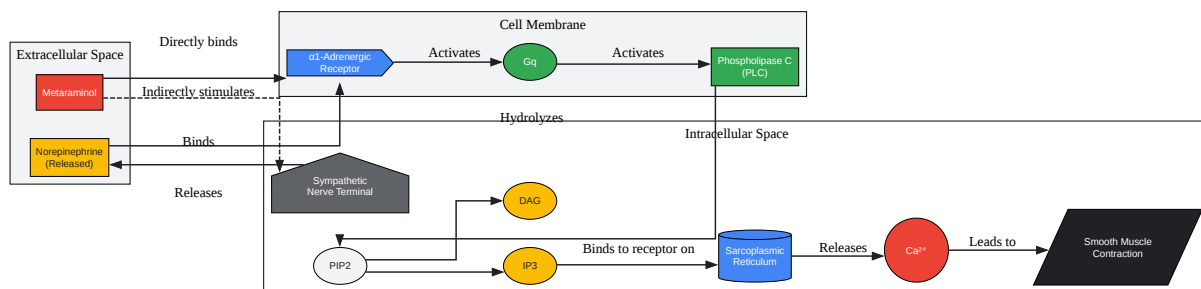 Cell Membrane
Directly binds
Extracellular Space
α1-Adrenergic
Receptor
Activates
Gq
Activates
Phospholipase C
(PLC)
Metaraminol
Indirectly stimulates
Hydrolyzes
Intracellular Space
Norepinephrine
(Released)
Binds
Releases
Sympathetic
Nerve Terminal
DAG
PIP2
IP3
Binds to receptor on
Sarcoplasmic
Reticulum
Releases
Ca²⁺
Leads to
Smooth Muscle
Contraction